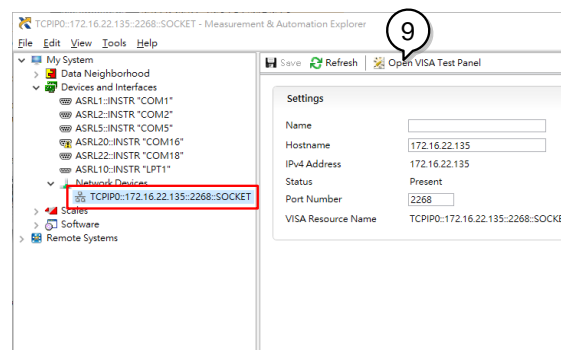 TCPIP0::172.16.22.135::2268::SOCKET - Measurement & Automation Explorer
9
File Edit View Tools Help
My System
Data Neighborhood
Devices and Interfaces
ASRL1::INSTR "COM1"
ASRL2::INSTR "COM2"
ASRL5::INSTR "COM5"
ASRL20::INSTR "COM16"
ASRL22::INSTR "COM18"
ASRL10::INSTR "LPT1"
Network Devices
TCPIP0::172.16.22.135::2268::SOCKET
Scales
Software
Remote Systems
Save Refresh Open VISA Test Panel
Settings
Name
Hostname 172.16.22.135
IPv4 Address 172.16.22.135
Status Present
Port Number 2268
VISA Resource Name TCPIP0::172.16.22.135::2268::SOCKE